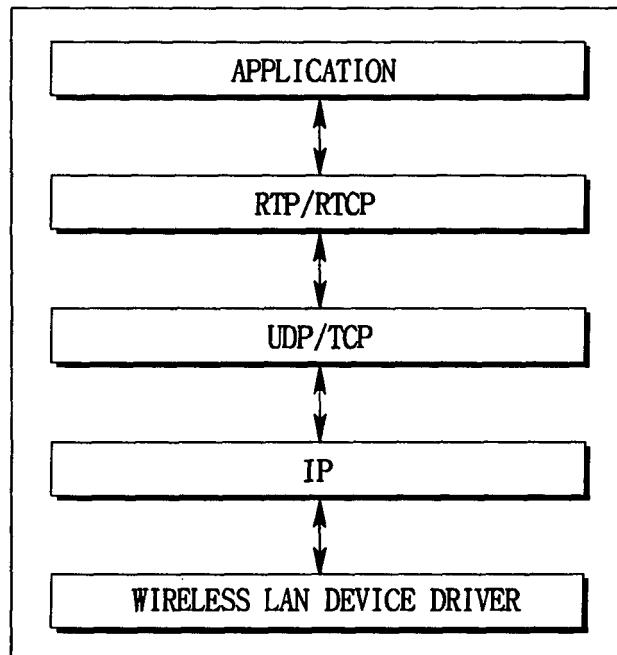 APPLICATION
RTP/RTCP
UDP/TCP
IP
WIRELESS LAN DEVICE DRIVER